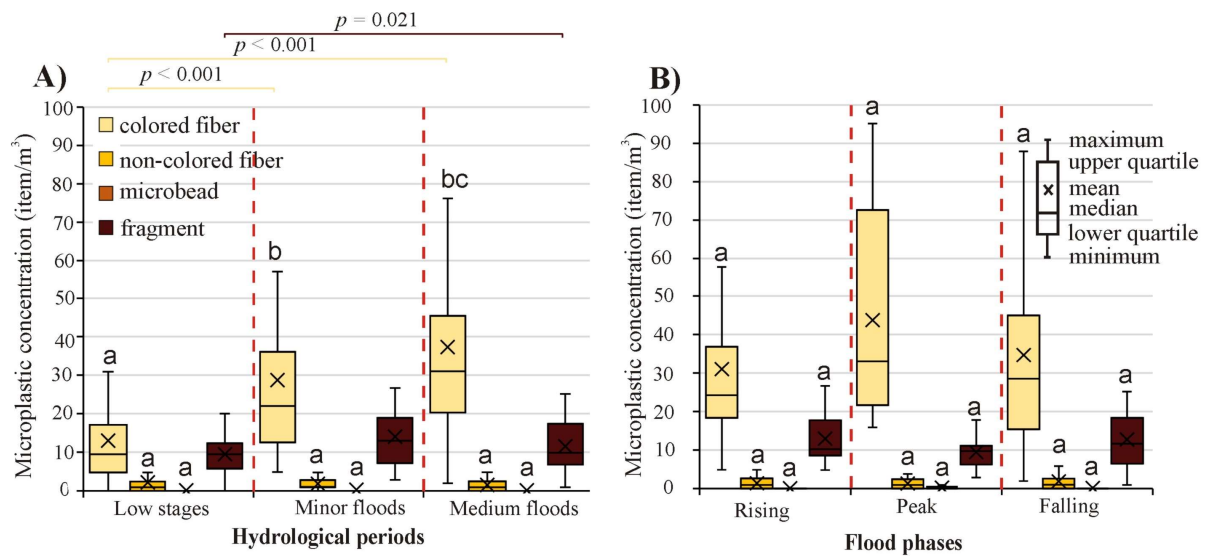 p = 0.021
p < 0.001
p < 0.001
A)
Microplastic concentration (item/m³)
100
90
80
70
60
50
40
30
20
10
0
colored fiber
non-colored fiber
microbead
fragment
a
a
a
b
a
a
bc
a
a
Low stages
Minor floods
Medium floods
Hydrological periods
B)
Microplastic concentration (item/m³)
100
90
80
70
60
50
40
30
20
10
0
maximum
upper quartile
mean
median
lower quartile
minimum
a
a
a
a
a
a
a
a
a
a
a
a
Rising
Peak
Falling
Flood phases